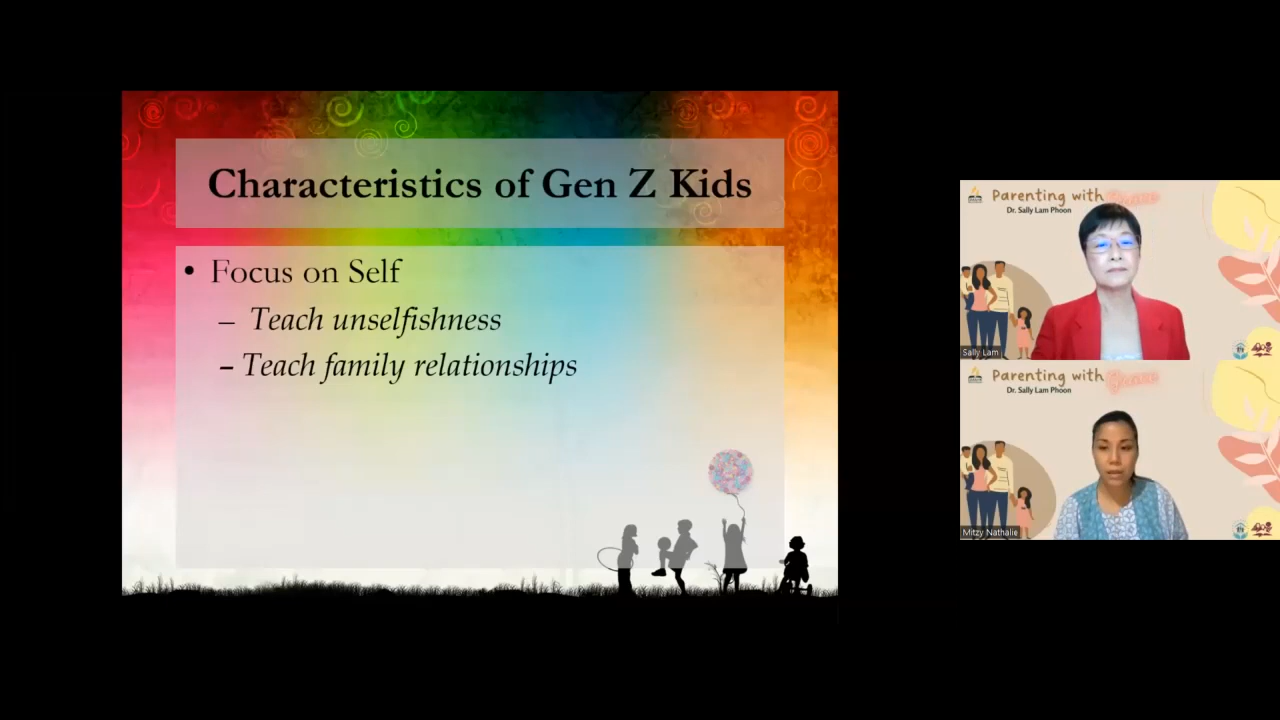 Characteristics of Gen Z Kids
• Focus on Self
– Teach unselfishness
– Teach family relationships
Parenting with Grace
Dr. Sally Lam Phoon
Sally Lam
Parenting with Grace
Dr. Sally Lam Phoon
Mitzy Nathalie